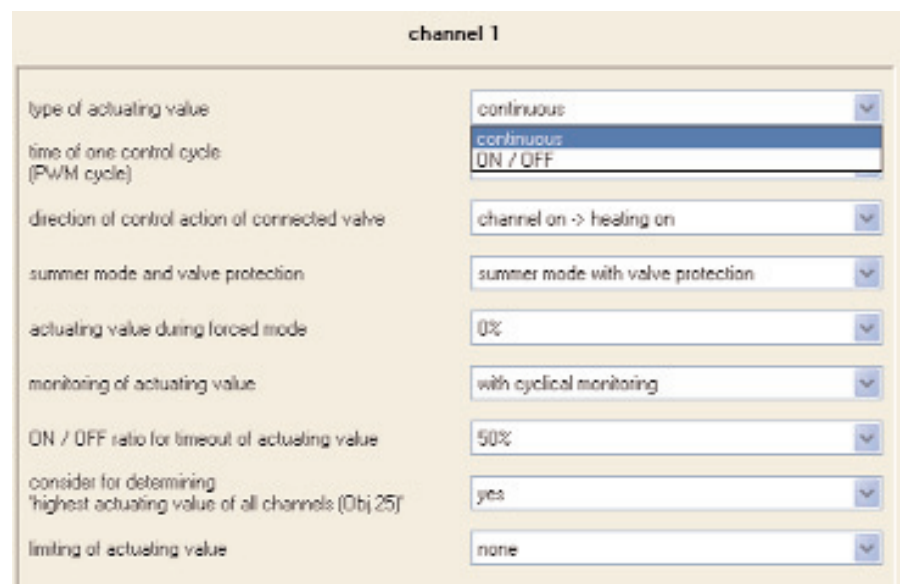 channel 1
type of actuating value continuous
continuous
ON / OFF
time of one control cycle
(PWM cycle)
direction of control action of connected valve channel on -> heating on
summer mode and valve protection summer mode with valve protection
actuating value during forced mode 0%
monitoring of actuating value with cyclical monitoring
ON / OFF ratio for timeout of actuating value 50%
consider for determining
'highest actuating value of all channels (Obj.25)' yes
limiting of actuating value none